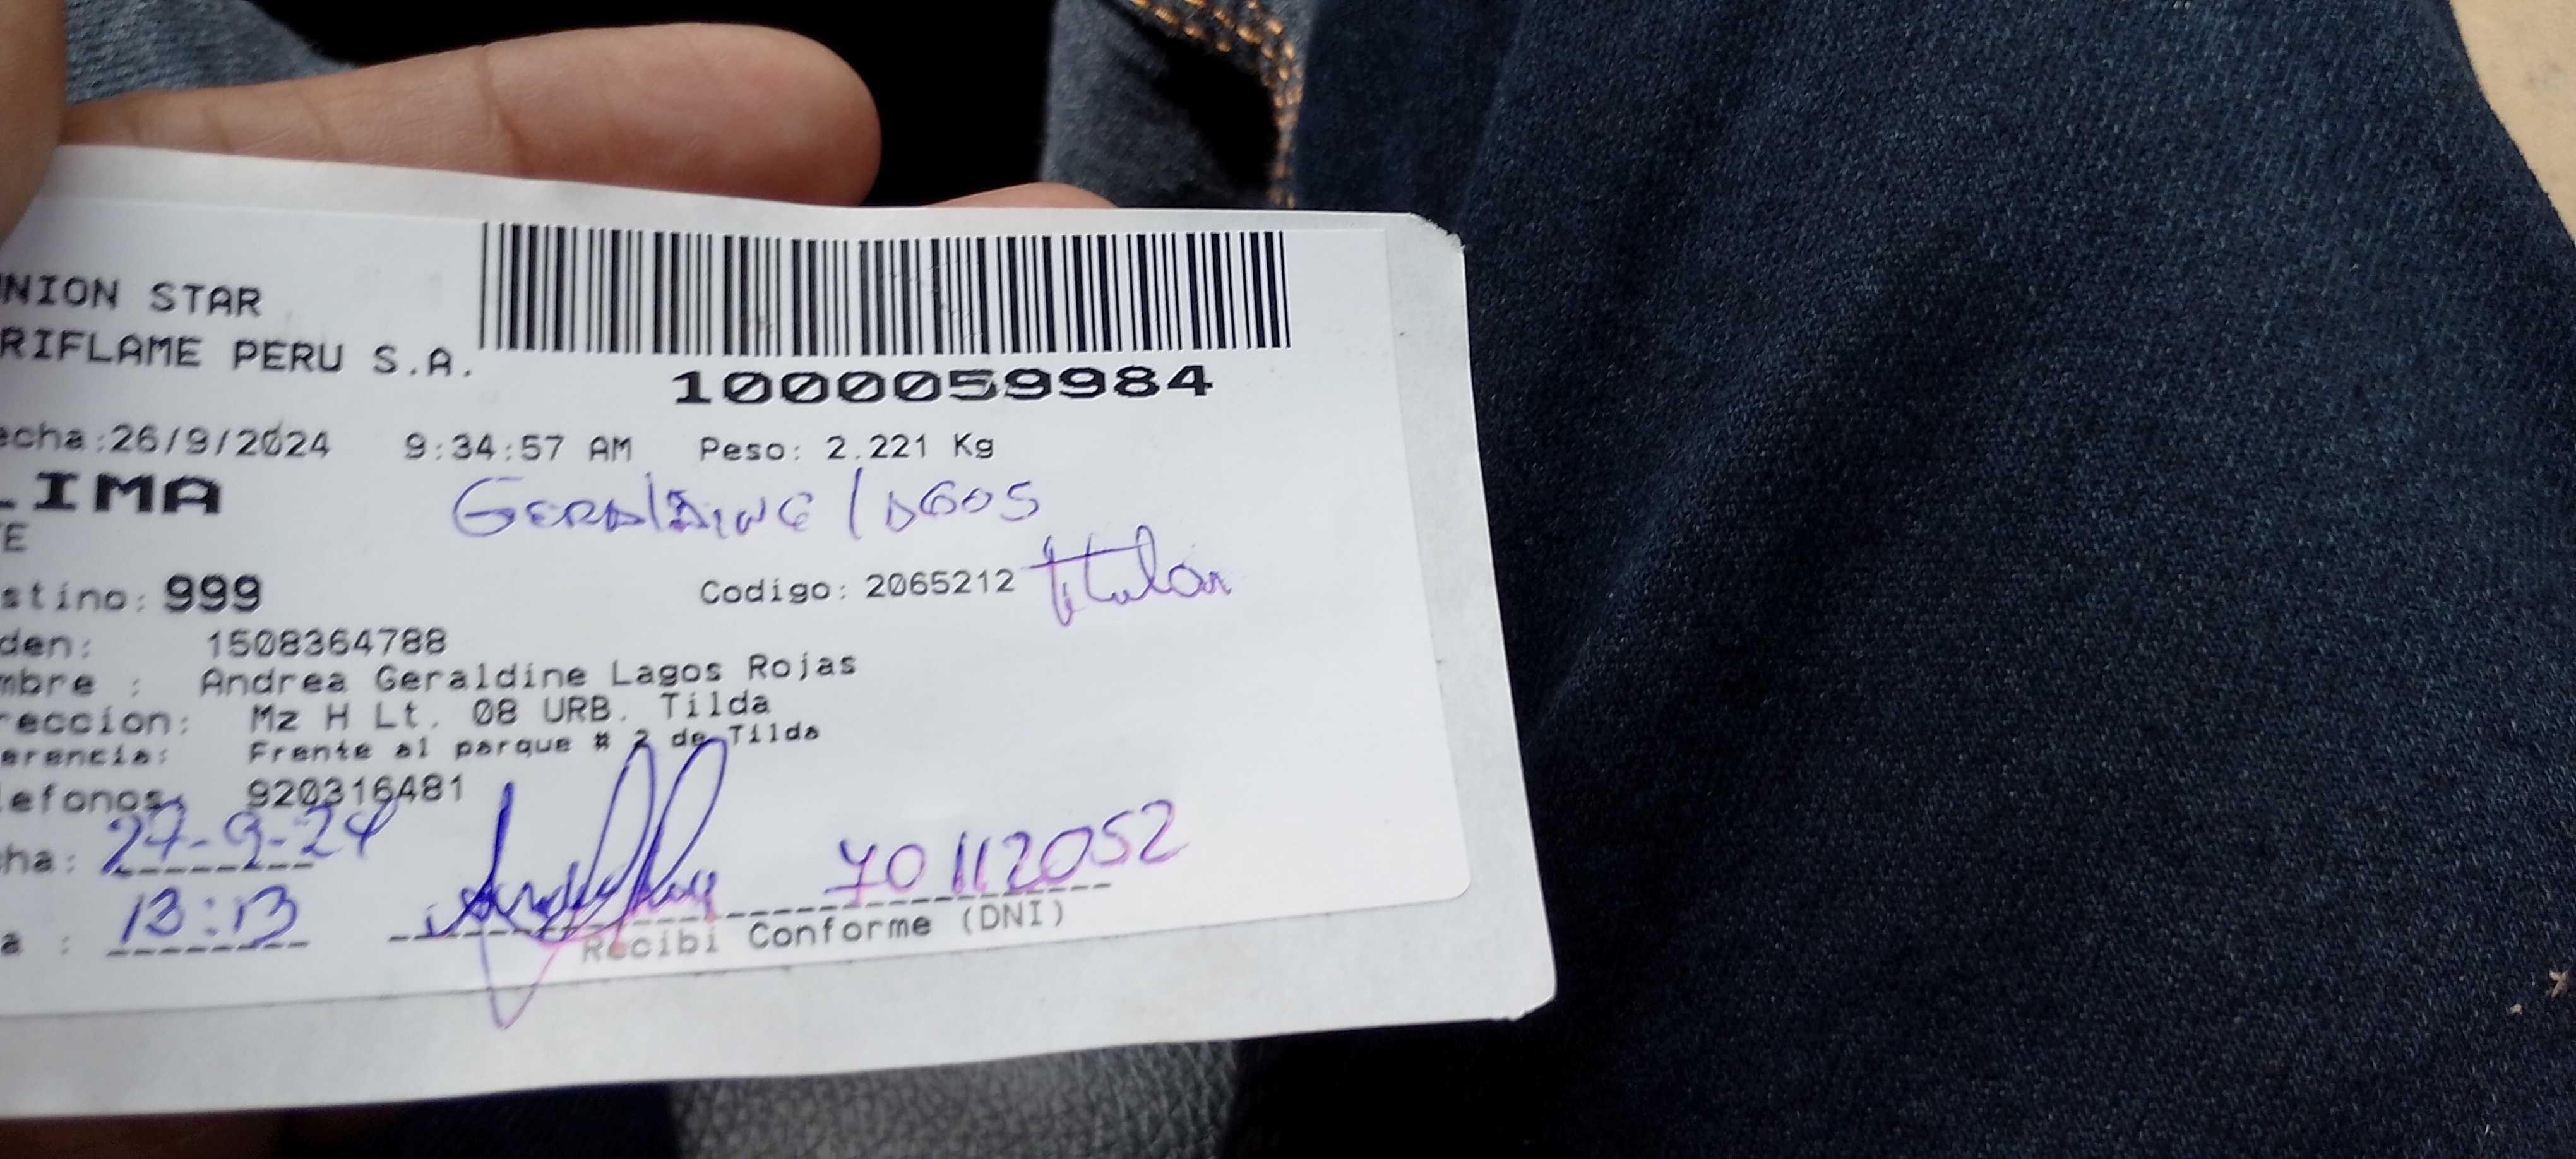 NION STAR
RIFLAME PERU S.A.
1000059984
echa:26/9/2024 9:34:57 AM Peso: 2.221 Kg
LIMA
GERALDINE LAGOS
E
stino: 999 Codigo: 2065212 titular
den: 1508364788
mbre : Andrea Geraldine Lagos Rojas
reccion: Mz H Lt. 08 URB. Tilda
erencia: Frente al parque # 2 de Tilda
lefonos: 920316481
ha: 27-9-24
70112052
a : 13:13
Recibi Conforme (DNI)